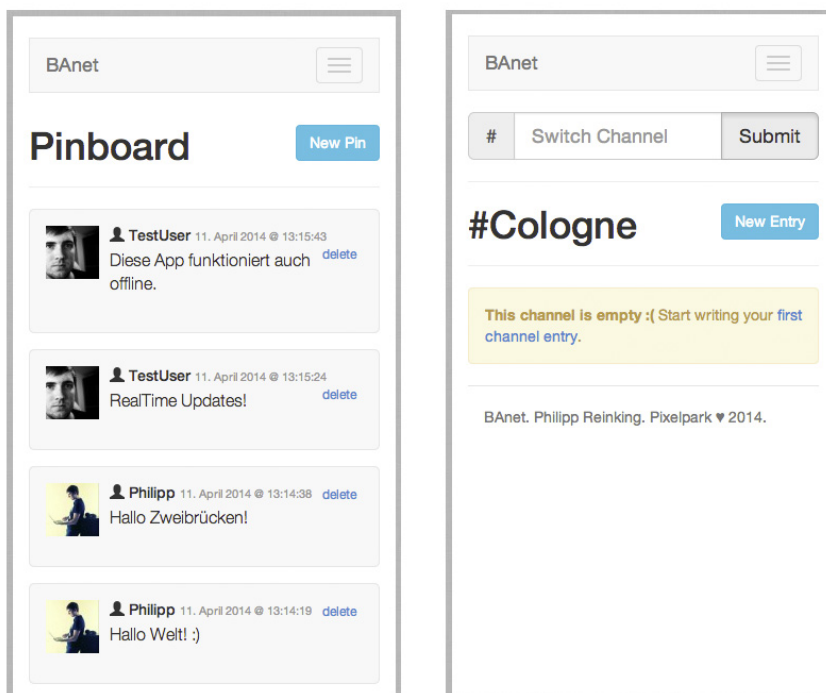 BAnet
Pinboard
New Pin
TestUser 11. April 2014 @ 13:15:43
Diese App funktioniert auch
delete
offline.
TestUser 11. April 2014 @ 13:15:24
RealTime Updates!
delete
Philipp 11. April 2014 @ 13:14:38 delete
Hallo Zweibrücken!
Philipp 11. April 2014 @ 13:14:19 delete
Hallo Welt! :)
BAnet
# Switch Channel Submit
#Cologne
New Entry
This channel is empty :( Start writing your first
channel entry.
BAnet. Philipp Reinking. Pixelpark ♥ 2014.